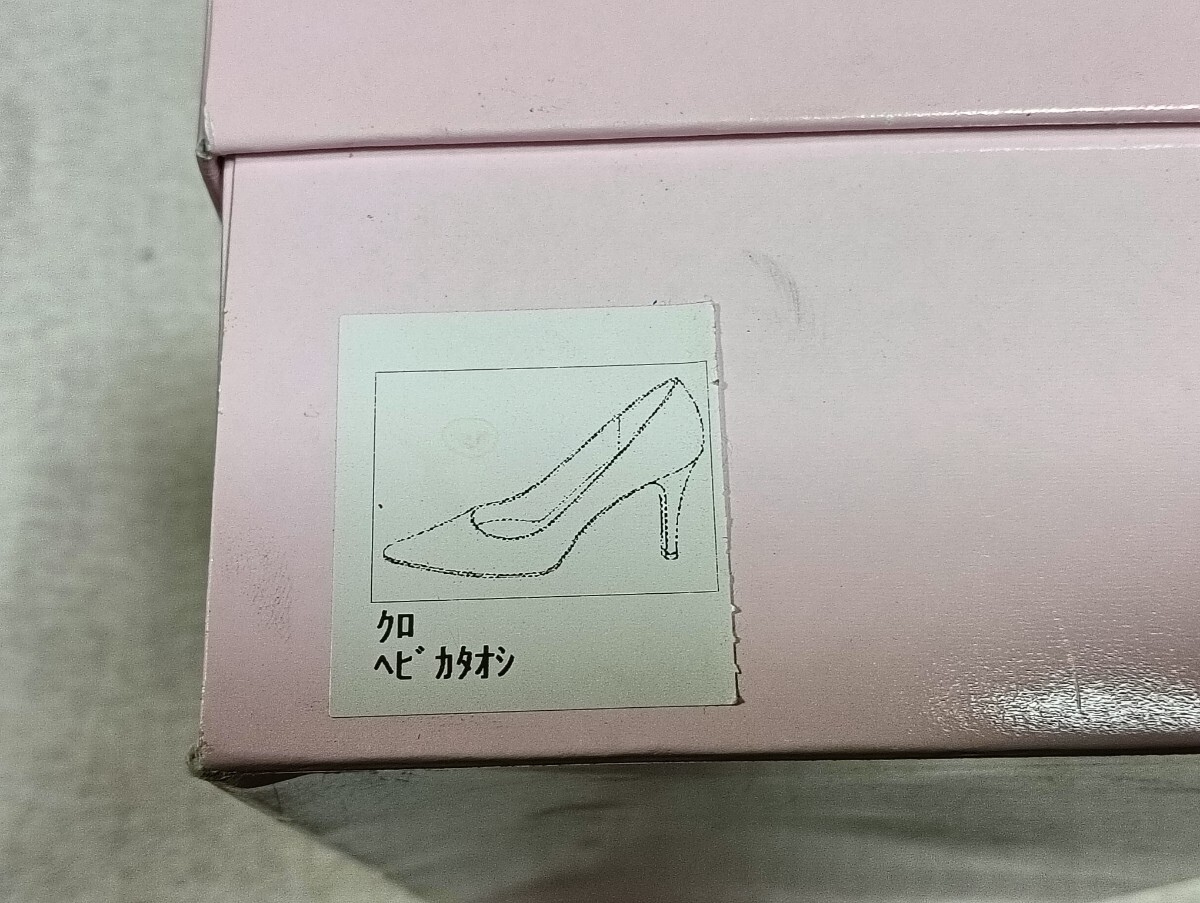 ｸﾛ
ﾍﾋﾞ ｶﾀｵｼ